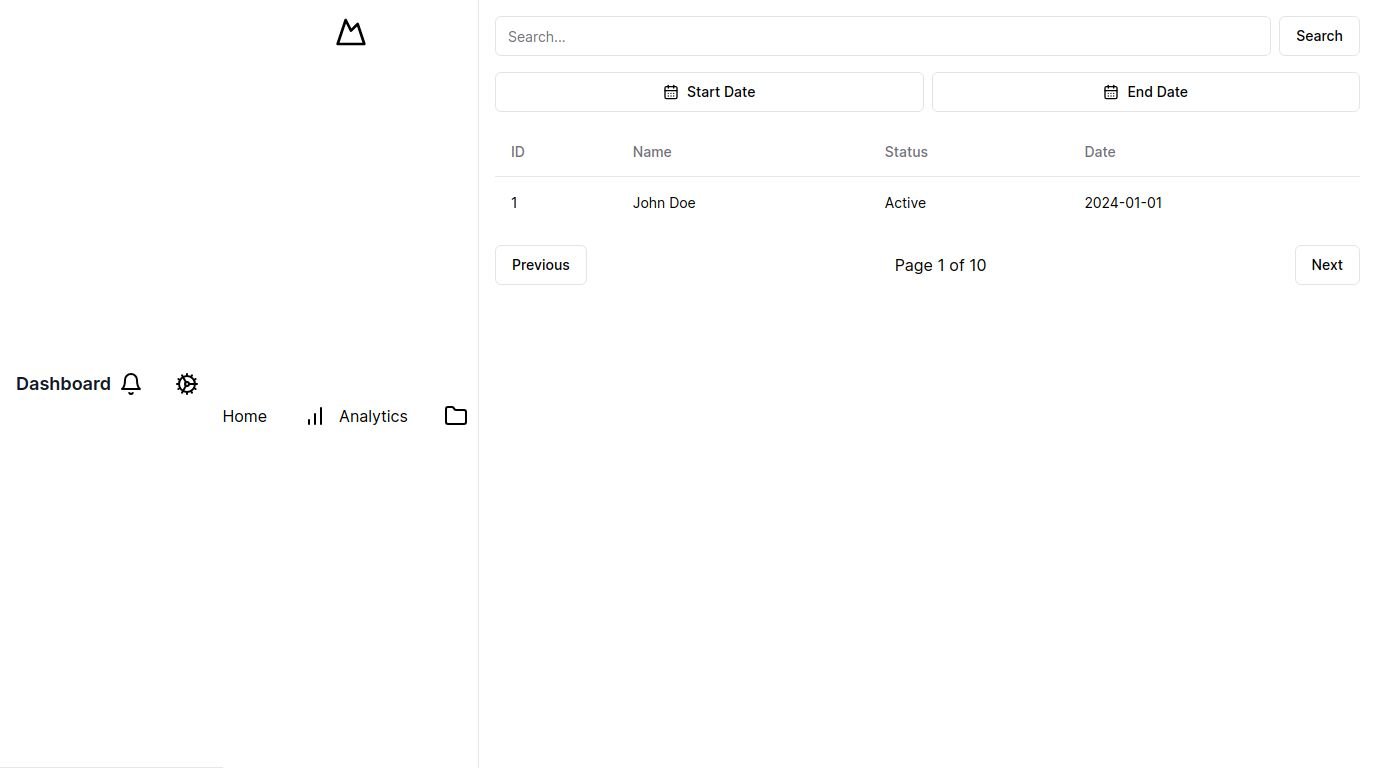 Search...
Search
Start Date
End Date
ID Name Status Date
1 John Doe Active 2024-01-01
Previous Page 1 of 10 Next
Dashboard
Home Analytics